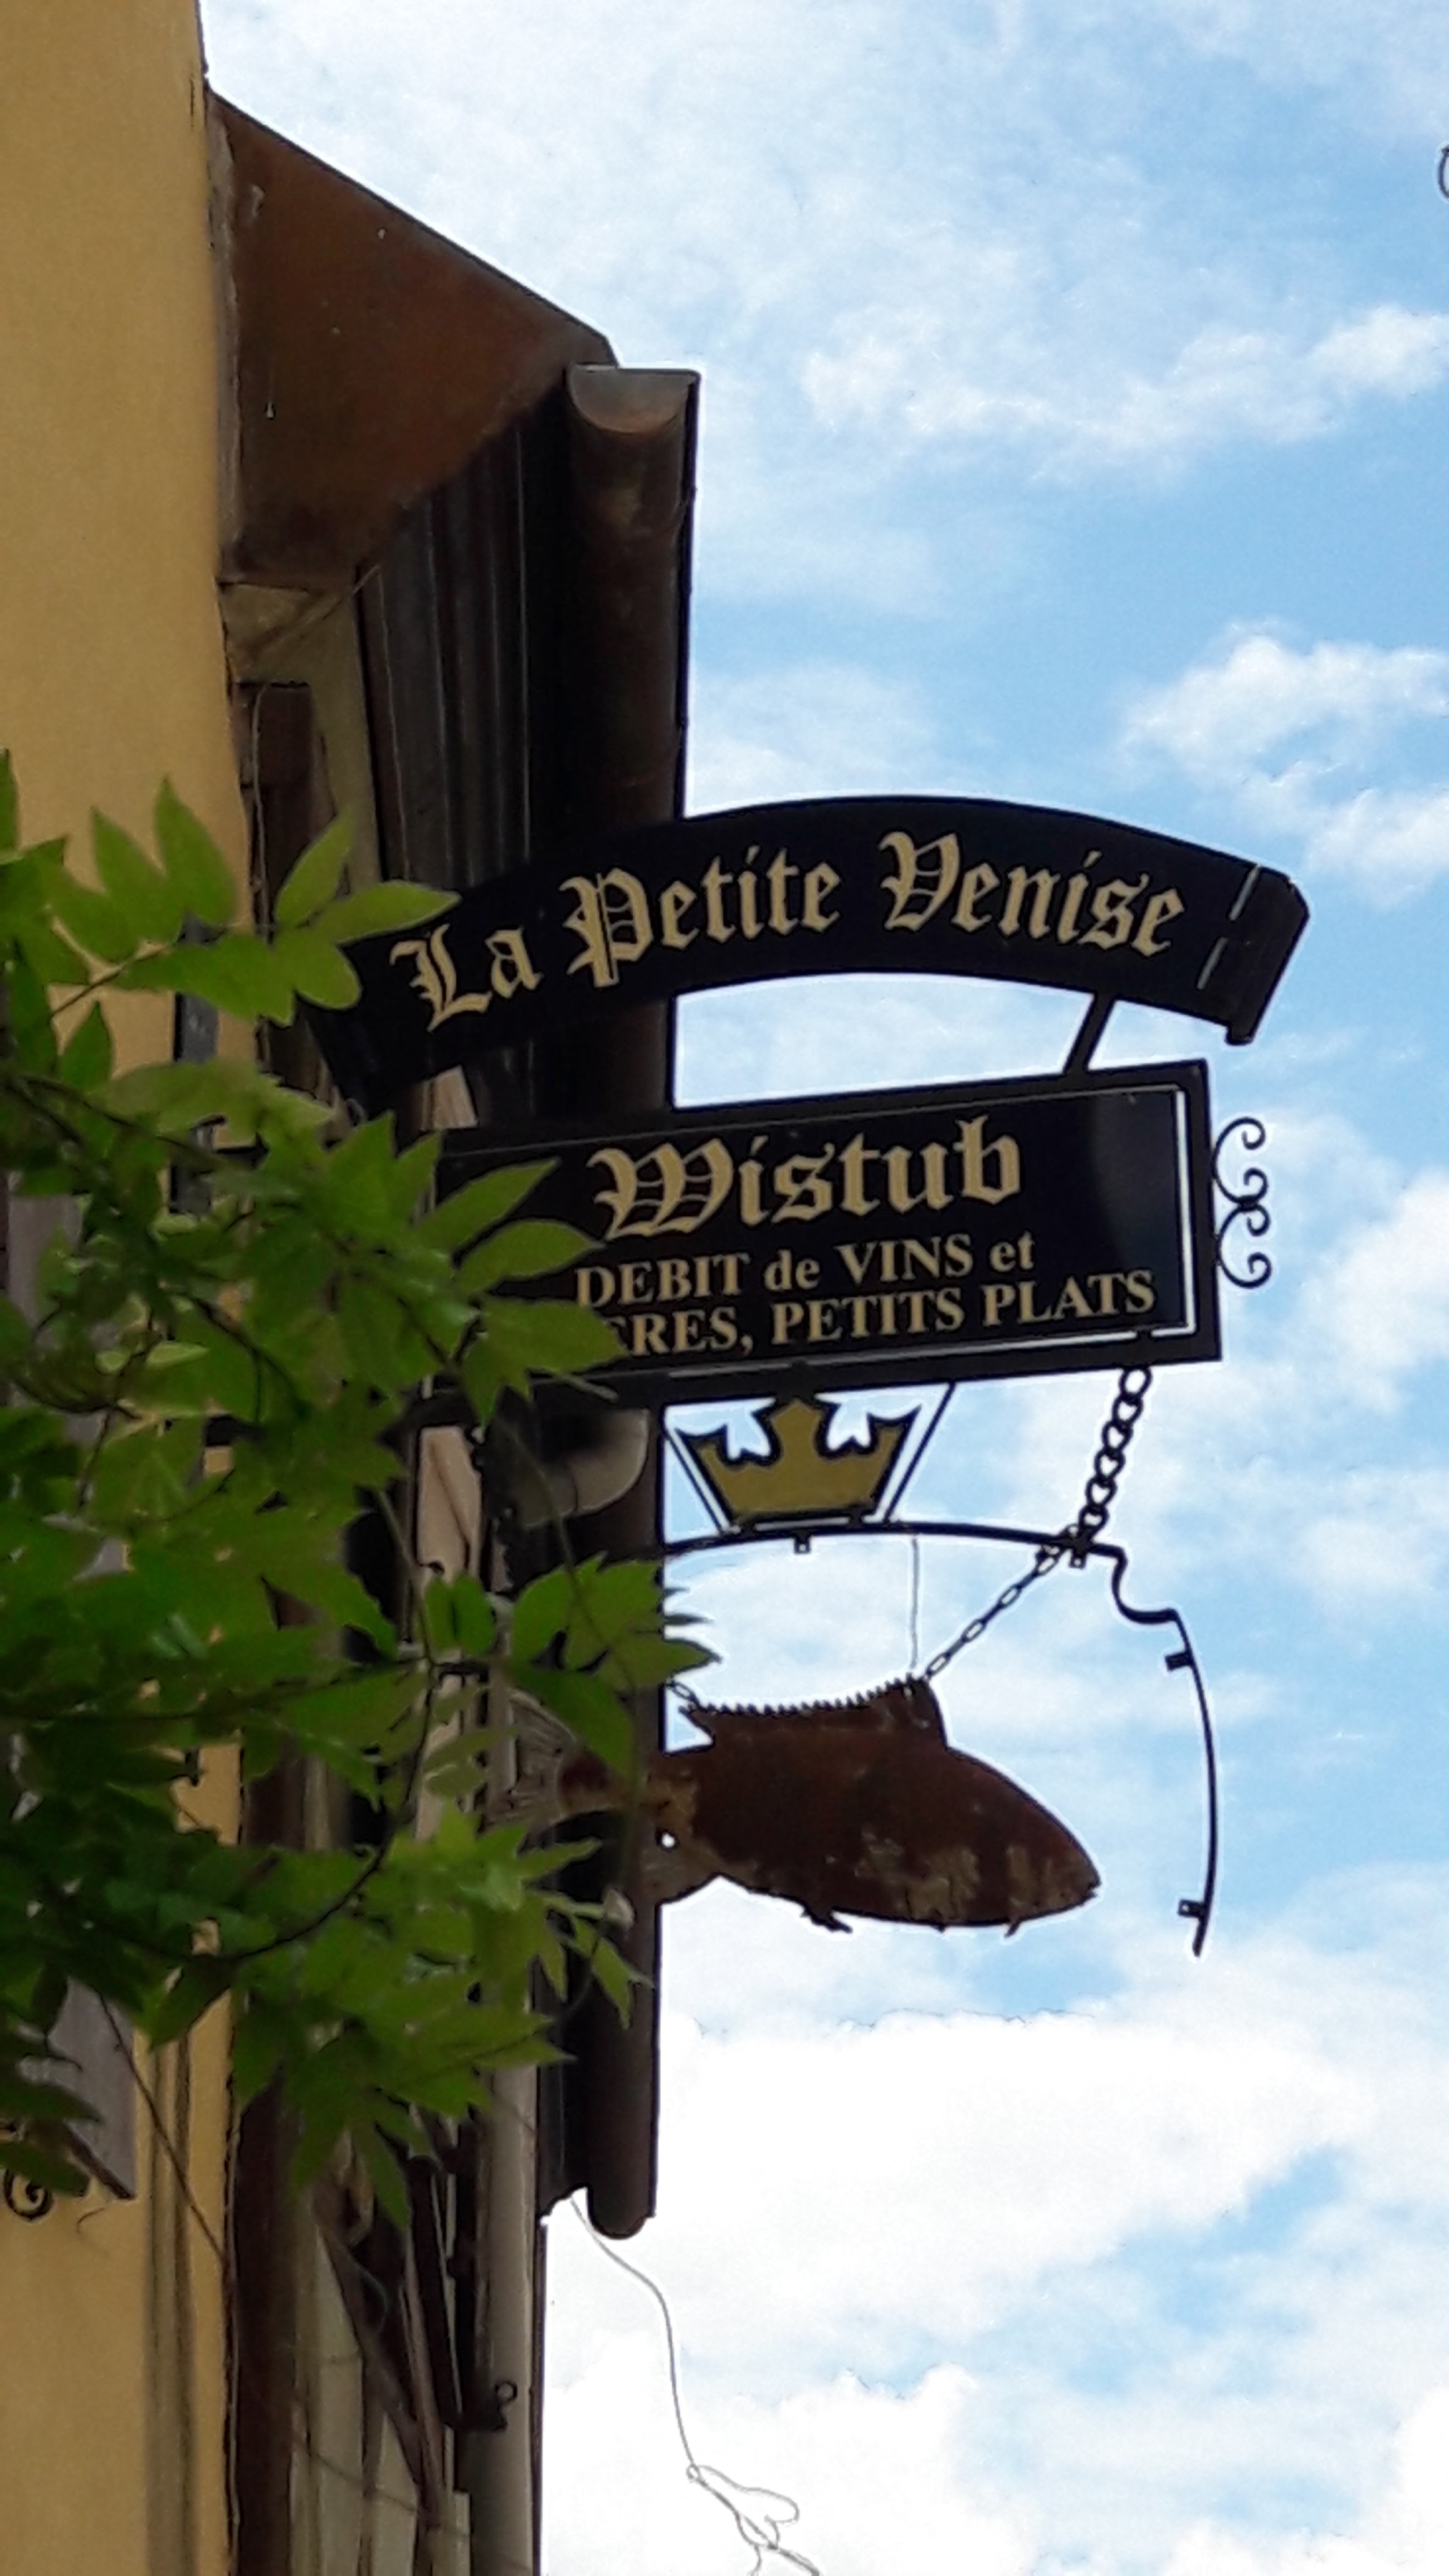 La Petite Venise
Wistub
DEBIT de VINS et
PETITS PLATS